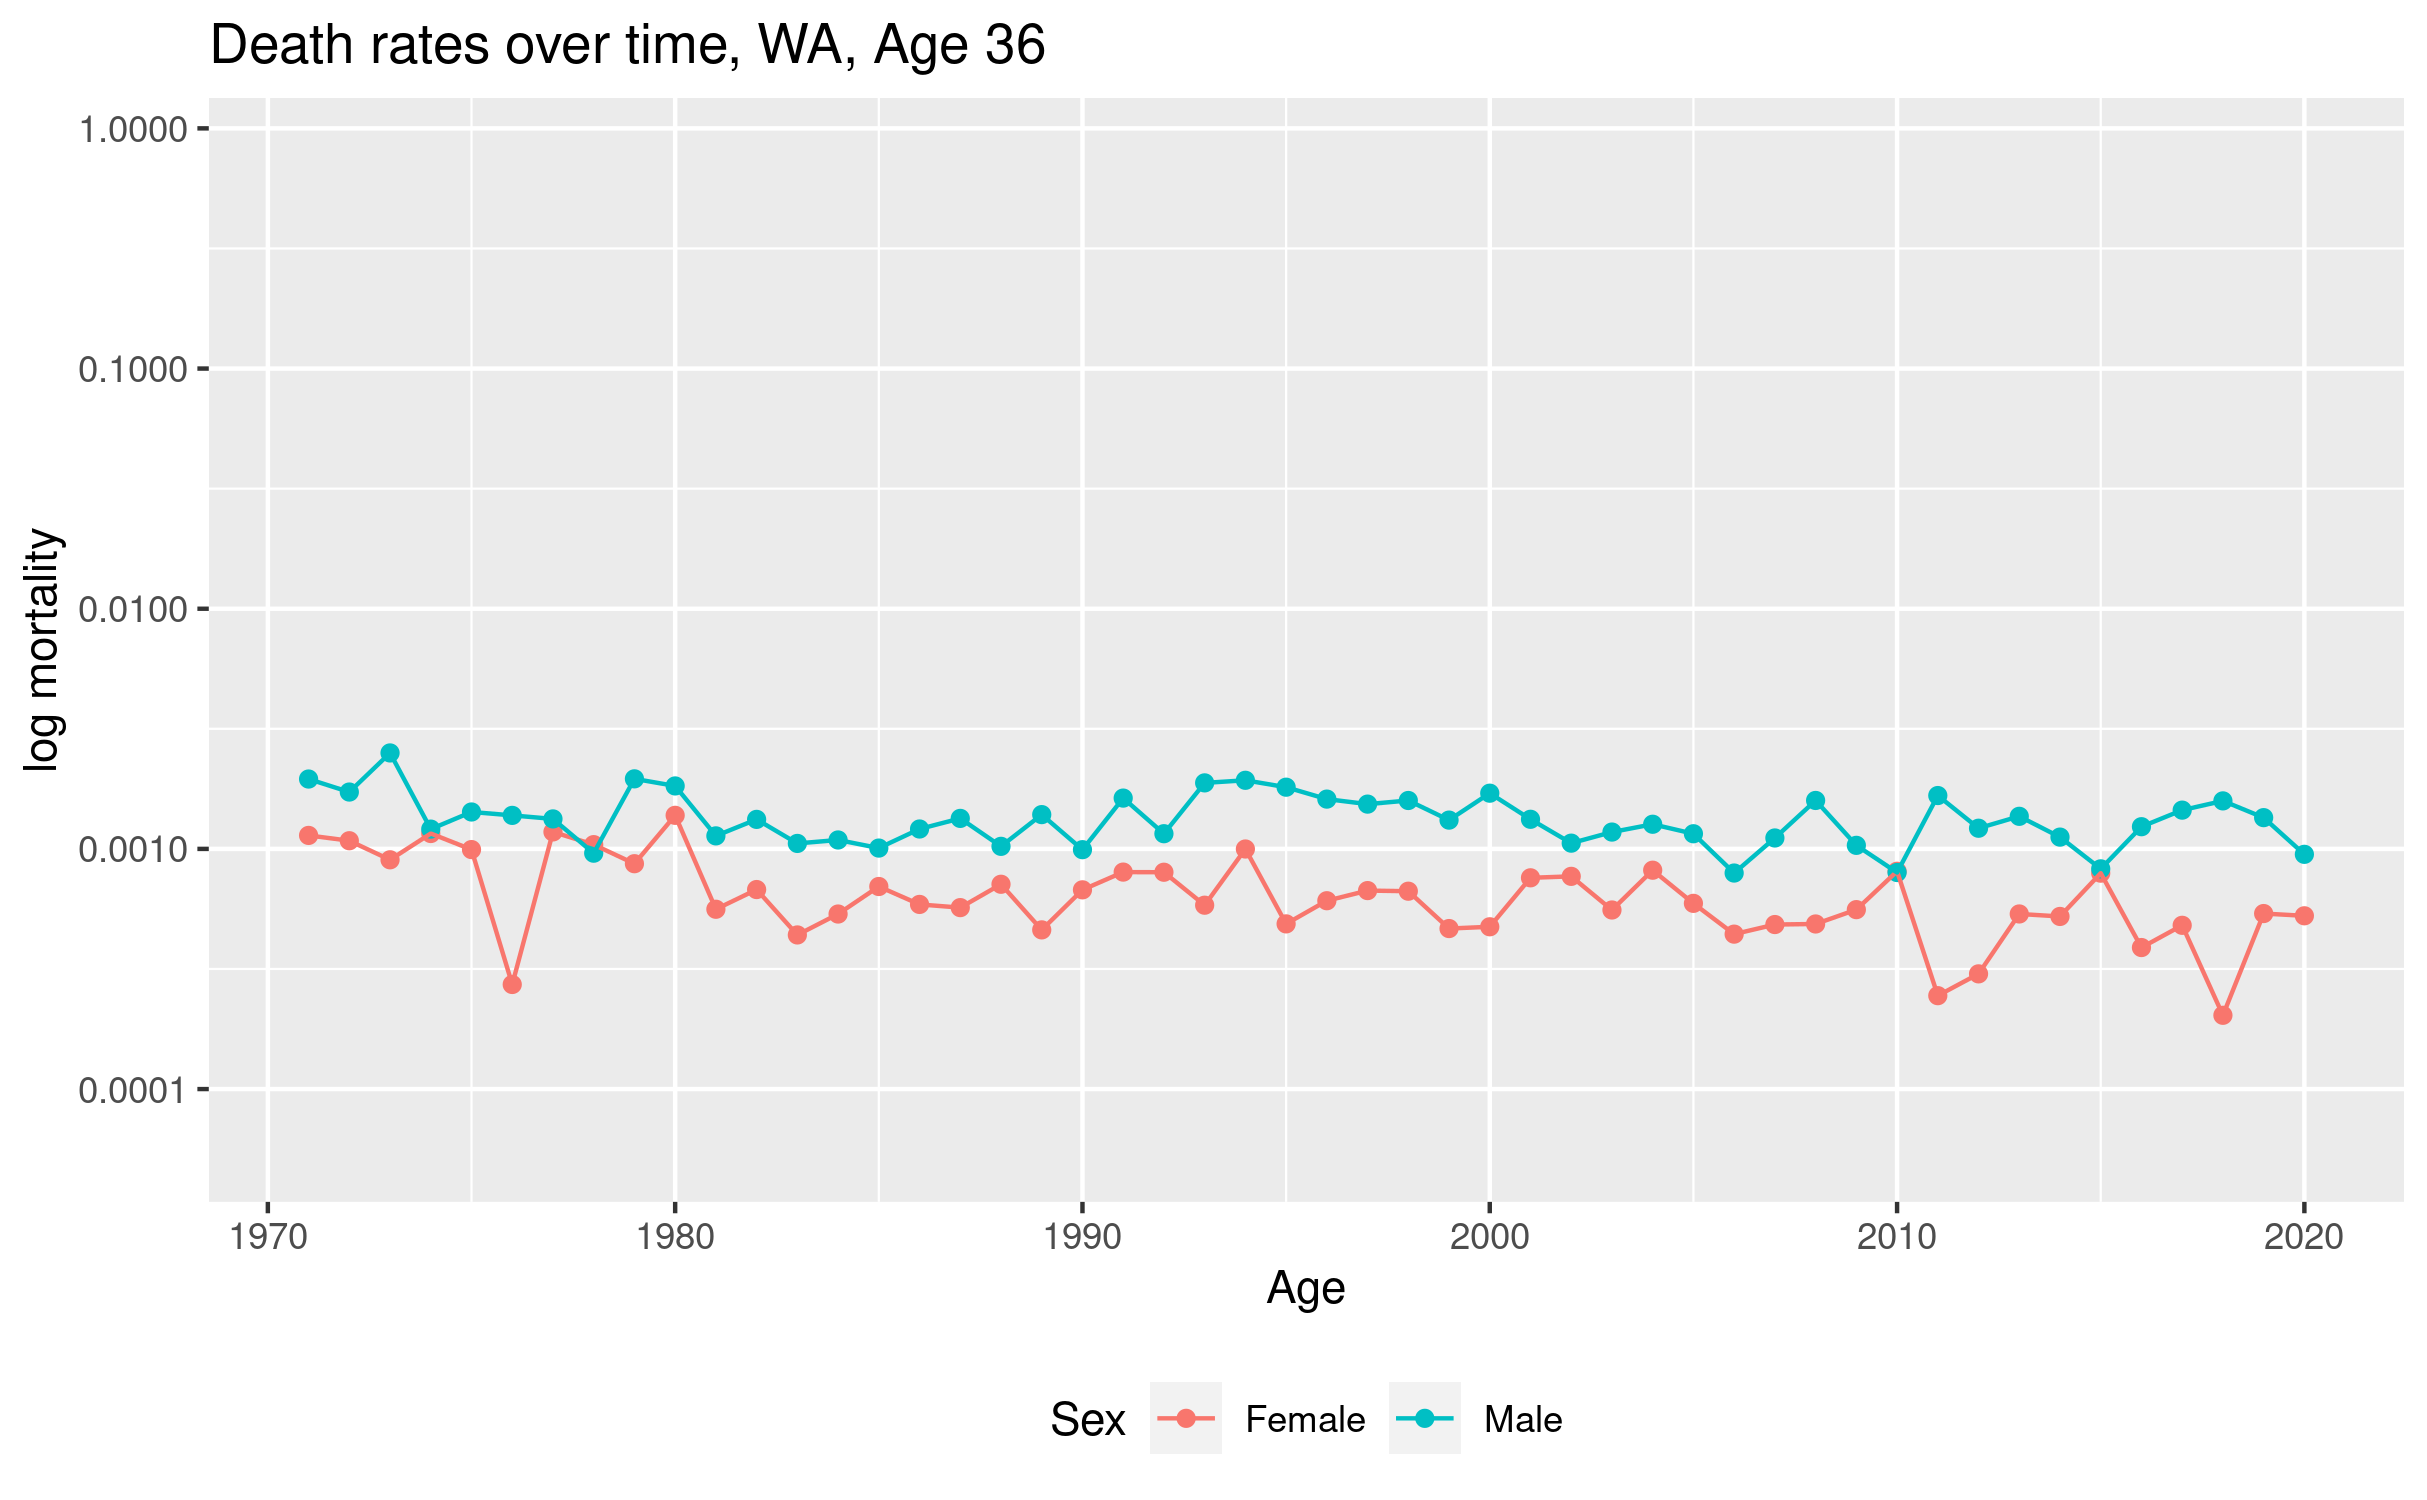 Death rates over time, WA, Age 36
log mortality
1.0000
0.1000
0.0100
0.0010
0.0001
1970 1980 1990 2000 2010 2020
Age
Sex Female Male